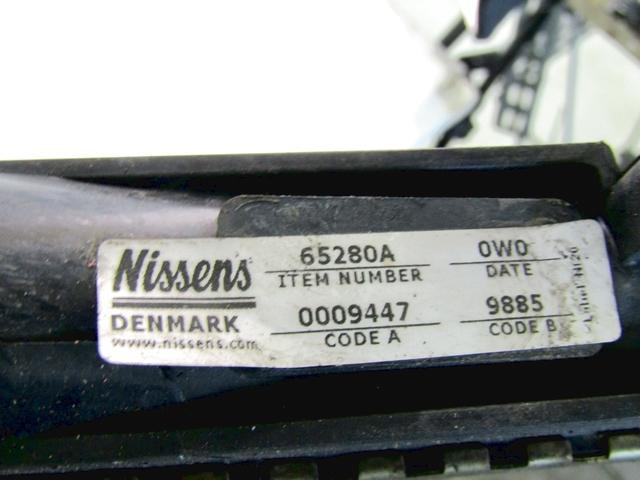 Nissens
DENMARK
www.nissens.com
65280A
ITEM NUMBER
0W0
DATE
0009447
CODE A
9885
CODE B